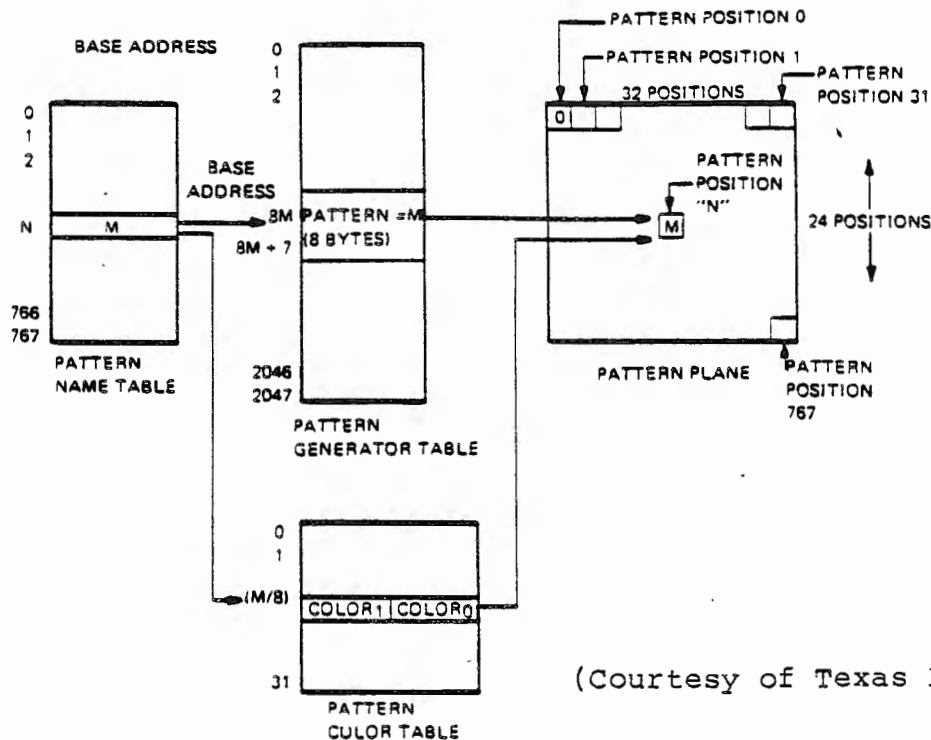 BASE ADDRESS
0
1
2
N
M
766
767
PATTERN
NAME TABLE
BASE
ADDRESS
0
1
2
8M
8M + 7
PATTERN =M
(8 BYTES)
2046
2047
PATTERN
GENERATOR TABLE
PATTERN POSITION 0
PATTERN POSITION 1
32 POSITIONS
PATTERN
POSITION 31
0
PATTERN
POSITION
"N"
M
24 POSITIONS
PATTERN PLANE
PATTERN
POSITION
767
0
1
(M/8)
COLOR1 COLOR0
31
PATTERN
COLOR TABLE
(Courtesy of Texas